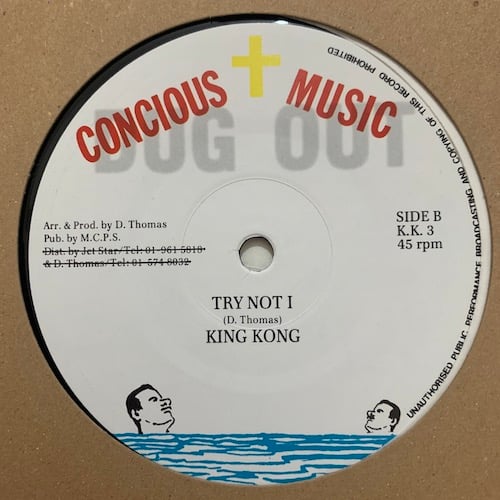 CONCIOUS MUSIC
DUG OUT
Arr. & Prod. by D. Thomas
Pub. by M.C.P.S.
Dist. by Jet Star/Tel: 01-961 5818
& D. Thomas/Tel: 01-574 8032
SIDE B
K.K. 3
45 rpm
TRY NOT I
(D. Thomas)
KING KONG
UNAUTHORISED PUBLIC PERFORMANCE BROADCASTING AND COPYING OF THIS RECORD PROHIBITED